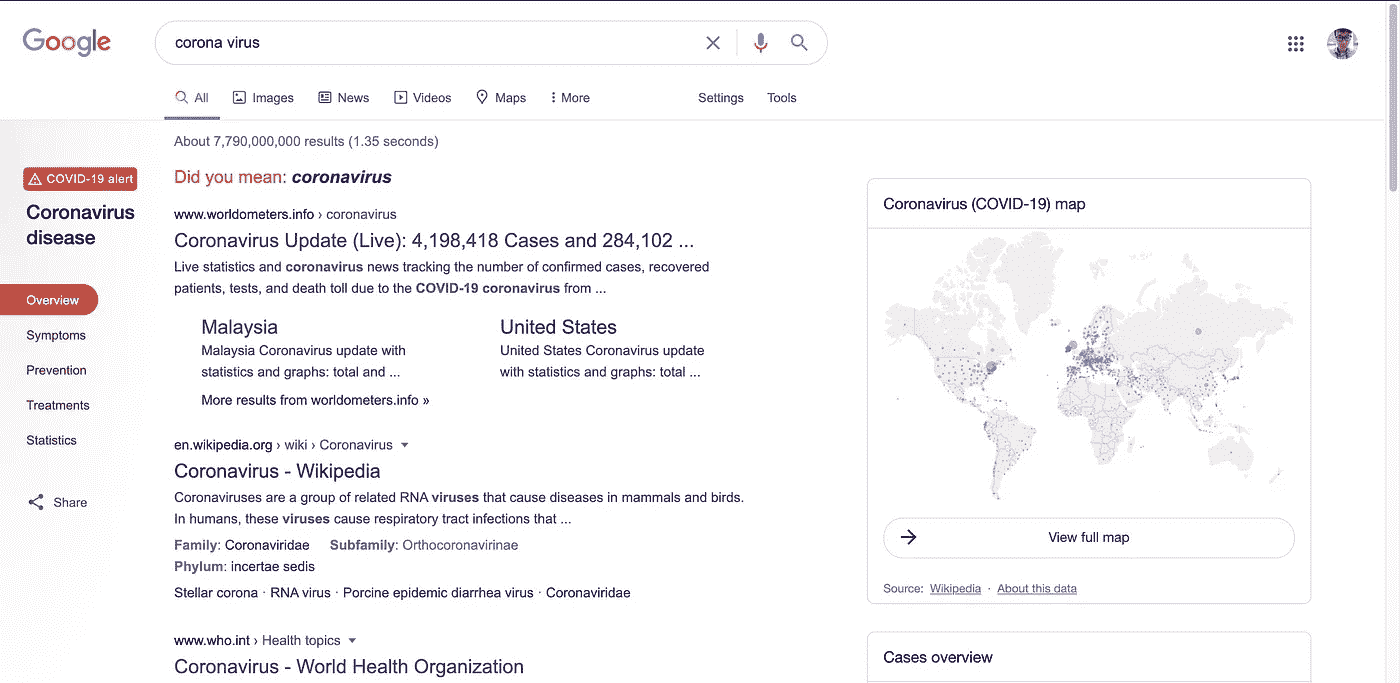 Google
corona virus
All
Images
News
Videos
Maps
More
Settings
Tools
About 7,790,000,000 results (1.35 seconds)
COVID-19 alert
Coronavirus
disease
Overview
Symptoms
Prevention
Treatments
Statistics
Share
Did you mean: coronavirus
www.worldometers.info › coronavirus
Coronavirus Update (Live): 4,198,418 Cases and 284,102 ...
Live statistics and coronavirus news tracking the number of confirmed cases, recovered
patients, tests, and death toll due to the COVID-19 coronavirus from ...
Malaysia
Malaysia Coronavirus update with
statistics and graphs: total and ...
United States
United States Coronavirus update
with statistics and graphs: total ...
More results from worldometers.info »
en.wikipedia.org › wiki › Coronavirus
Coronavirus - Wikipedia
Coronaviruses are a group of related RNA viruses that cause diseases in mammals and birds.
In humans, these viruses cause respiratory tract infections that ...
Family: Coronaviridae Subfamily: Orthocoronavirinae
Phylum: incertae sedis
Stellar corona · RNA virus · Porcine epidemic diarrhea virus · Coronaviridae
www.who.int › Health topics
Coronavirus - World Health Organization
Coronavirus (COVID-19) map
View full map
Source: Wikipedia · About this data
Cases overview